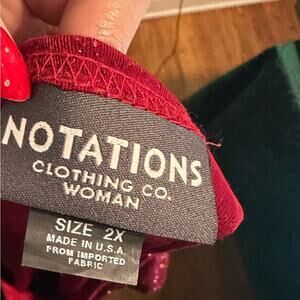 NOTATIONS
CLOTHING CO.
WOMAN
SIZE 2X
MADE IN U.S.A.
FROM IMPORTED
FABRIC